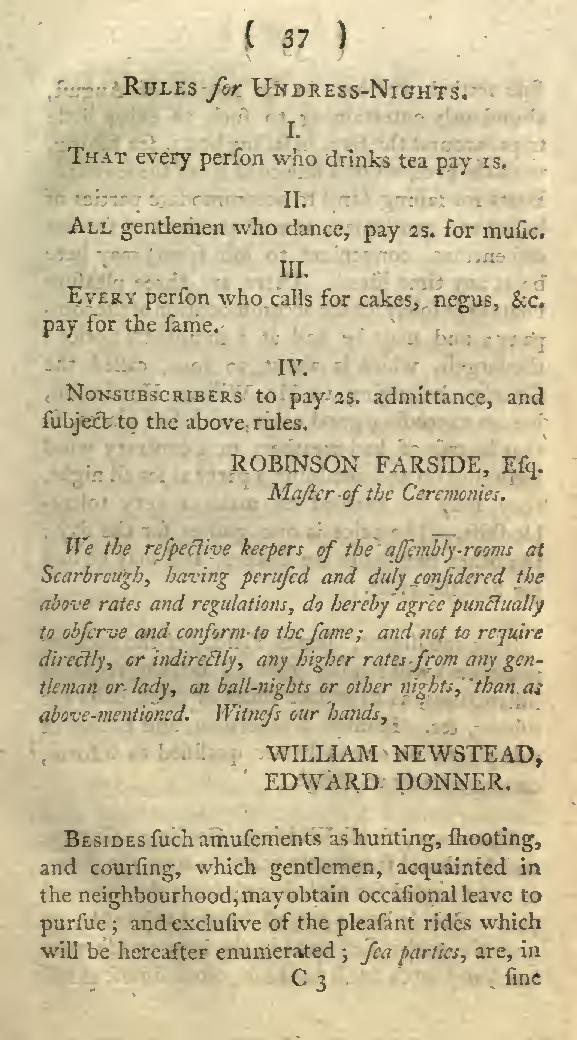 ( 37 )
RULES for UNDRESS-NIGHTS.
I.
THAT every perſon who drinks tea pay 1s.
II.
ALL gentlemen who dance, pay 2s. for muſic.
III.
EVERY perſon who calls for cakes, negus, &c.
pay for the ſame.
IV.
NONSUBSCRIBERS to pay 2s. admittance, and
ſubject to the above rules.
ROBINSON FARSIDE, Eſq.
Maſter of the Ceremonies.
We the reſpective keepers of the aſſembly-rooms at
Scarbrough, having peruſed and duly conſidered the
above rates and regulations, do hereby agree punctually
to obſerve and conform to the ſame; and not to require
directly, or indirectly, any higher rates from any gen-
tleman or lady, on ball-nights or other nights, than as
above-mentioned. Witneſs our hands,
WILLIAM NEWSTEAD,
EDWARD DONNER.
BESIDES ſuch amuſements as hunting, ſhooting,
and courſing, which gentlemen, acquainted in
the neighbourhood, may obtain occaſional leave to
purſue; and excluſive of the pleaſant rides which
will be hereafter enumerated; ſea parties, are, in
C 3 fine